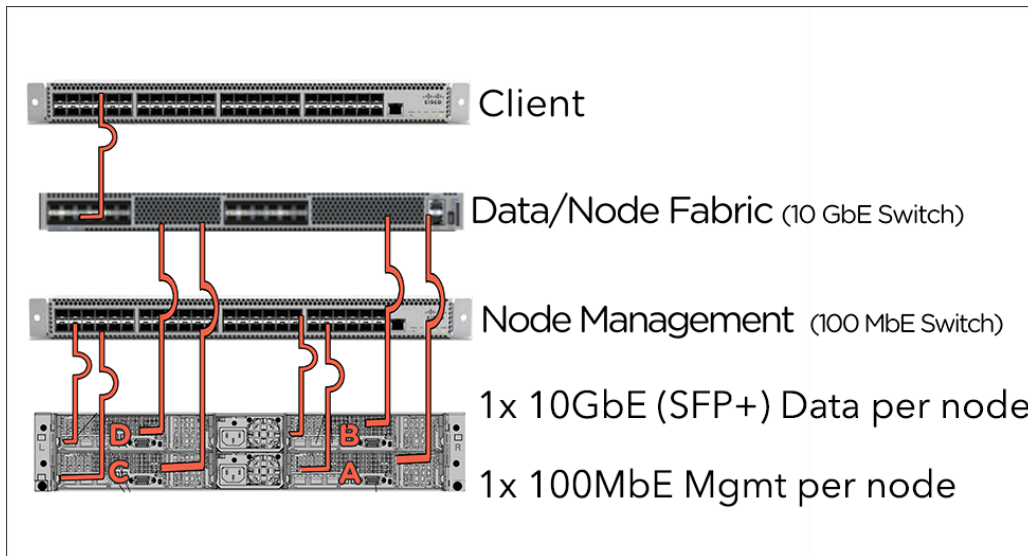 CISCO
Client
Data/Node Fabric (10 GbE Switch)
Node Management (100 MbE Switch)
1x 10GbE (SFP+) Data per node
D
B
L
R
C
A
1x 100MbE Mgmt per node